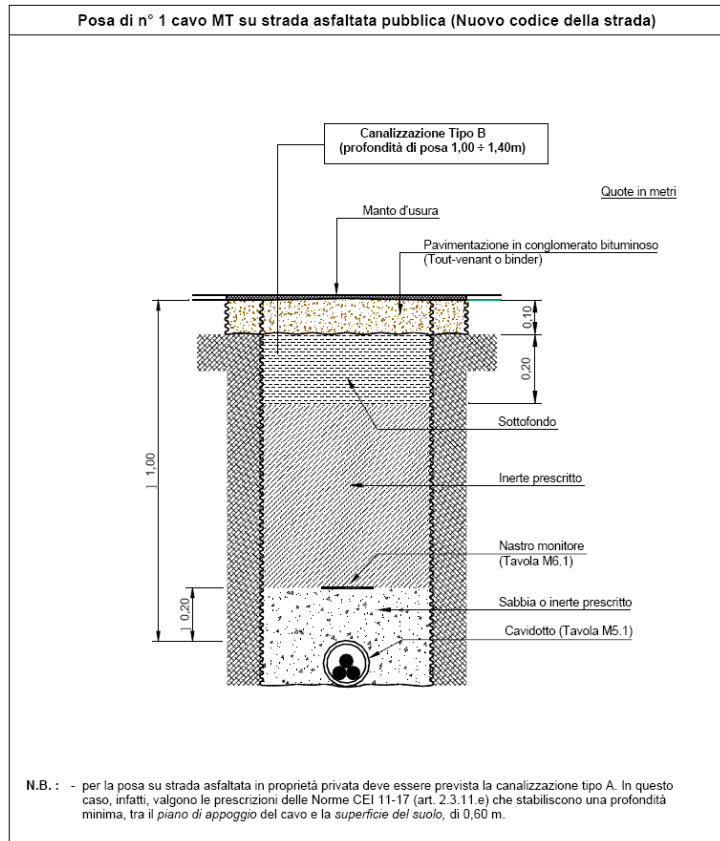 Posa di n° 1 cavo MT su strada asfaltata pubblica (Nuovo codice della strada)
Canalizzazione Tipo B
(profondità di posa 1,00 ÷ 1,40m)
Quote in metri
Manto d'usura
Pavimentazione in conglomerato bituminoso
(Tout-venant o binder)
0,10
0,20
Sottofondo
] 1,00
Inerte prescritto
Nastro monitore
(Tavola M6.1)
] 0,20
Sabbia o inerte prescritto
Cavidotto (Tavola M5.1)
N.B. : - per la posa su strada asfaltata in proprietà privata deve essere prevista la canalizzazione tipo A. In questo
caso, infatti, valgono le prescrizioni delle Norme CEI 11-17 (art. 2.3.11.e) che stabiliscono una profondità
minima, tra il piano di appoggio del cavo e la superficie del suolo, di 0,60 m.